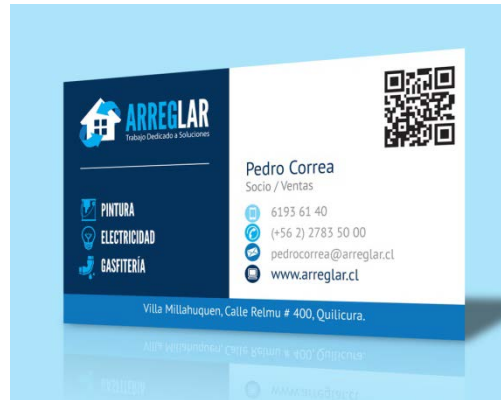 ARREGLAR
Trabajo Dedicado a Soluciones
PINTURA
ELECTRICIDAD
GASFITERÍA
Pedro Correa
Socio / Ventas
6193 61 40
(+56 2) 2783 50 00
pedrocorrea@arreglar.cl
www.arreglar.cl
Villa Millahuquen, Calle Relmu # 400, Quilicura.